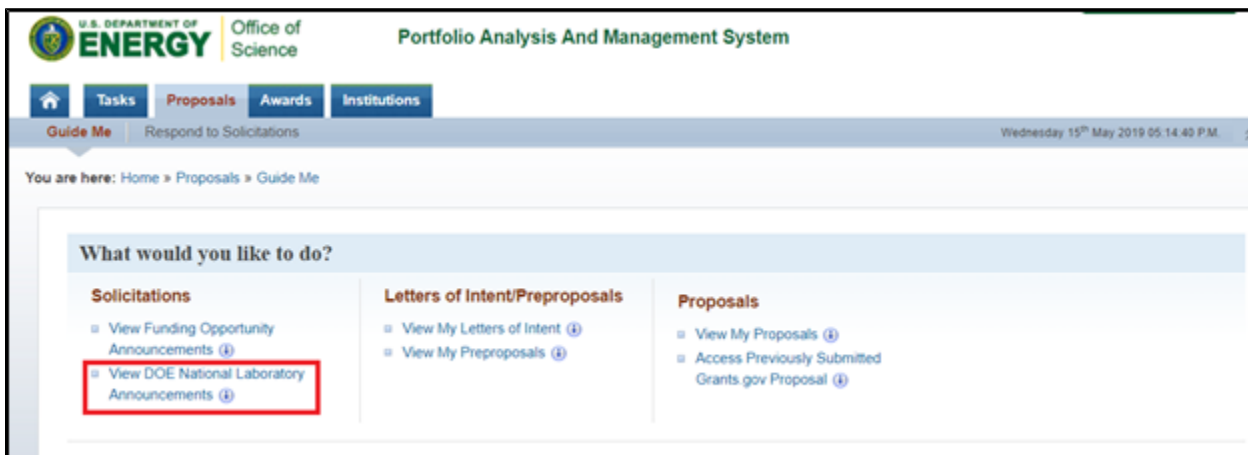 U.S. DEPARTMENT OF
ENERGY
Office of
Science
Portfolio Analysis And Management System
Tasks Proposals Awards Institutions
Guide Me Respond to Solicitations Wednesday 15th May 2019 05:14:40 P.M.
You are here: Home » Proposals » Guide Me
What would you like to do?
Solicitations
View Funding Opportunity
Announcements
View DOE National Laboratory
Announcements
Letters of Intent/Preproposals
View My Letters of Intent
View My Preproposals
Proposals
View My Proposals
Access Previously Submitted
Grants.gov Proposal